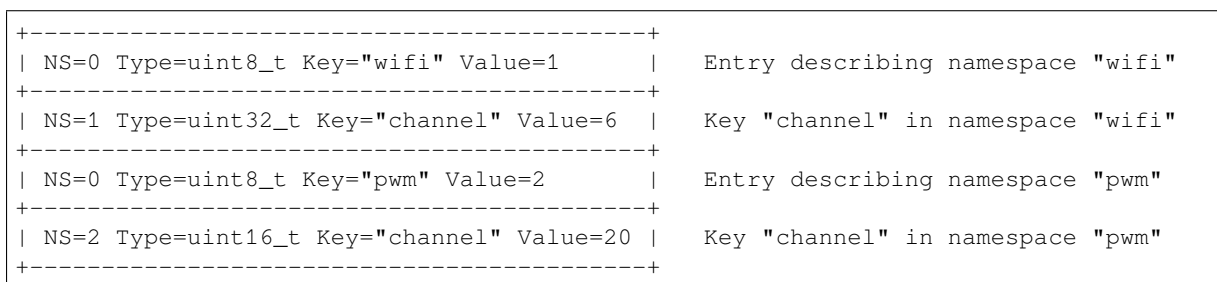 +-------------------------------------------+
| NS=0 Type=uint8_t Key="wifi" Value=1      |   Entry describing namespace "wifi"
+-------------------------------------------+
| NS=1 Type=uint32_t Key="channel" Value=6  |   Key "channel" in namespace "wifi"
+-------------------------------------------+
| NS=0 Type=uint8_t Key="pwm" Value=2       |   Entry describing namespace "pwm"
+-------------------------------------------+
| NS=2 Type=uint16_t Key="channel" Value=20 |   Key "channel" in namespace "pwm"
+-------------------------------------------+